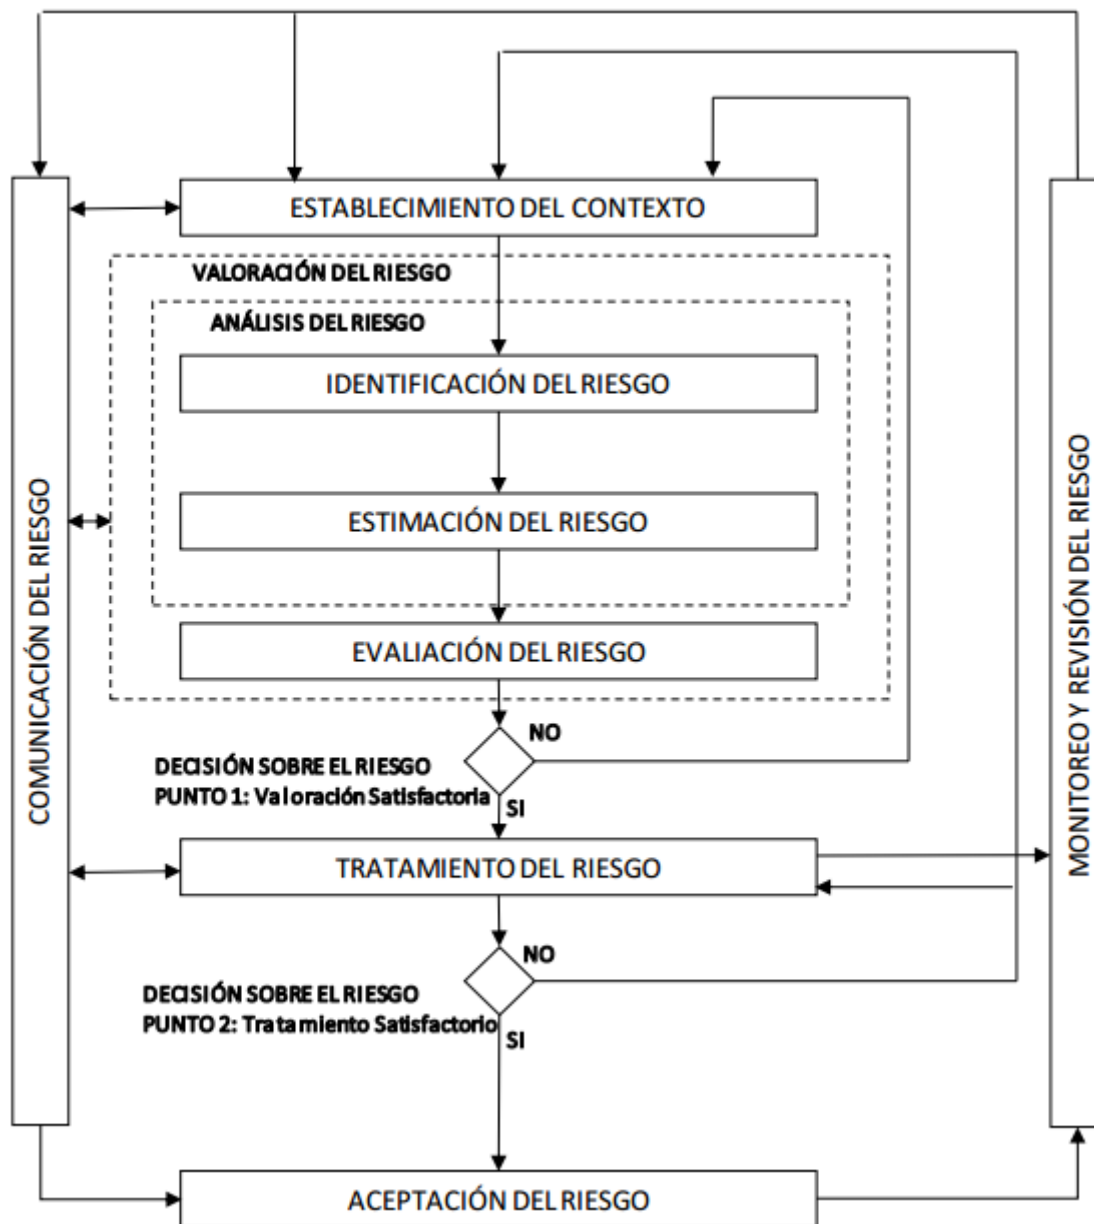 ESTABLECIMIENTO DEL CONTEXTO
VALORACIÓN DEL RIESGO
ANÁLISIS DEL RIESGO
IDENTIFICACIÓN DEL RIESGO
ESTIMACIÓN DEL RIESGO
EVALIACIÓN DEL RIESGO
NO
DECISIÓN SOBRE EL RIESGO
PUNTO 1: Valoración Satisfactoria
SI
TRATAMIENTO DEL RIESGO
NO
DECISIÓN SOBRE EL RIESGO
PUNTO 2: Tratamiento Satisfactorio
SI
ACEPTACIÓN DEL RIESGO
COMUNICACIÓN DEL RIESGO
MONITOREO Y REVISIÓN DEL RIESGO